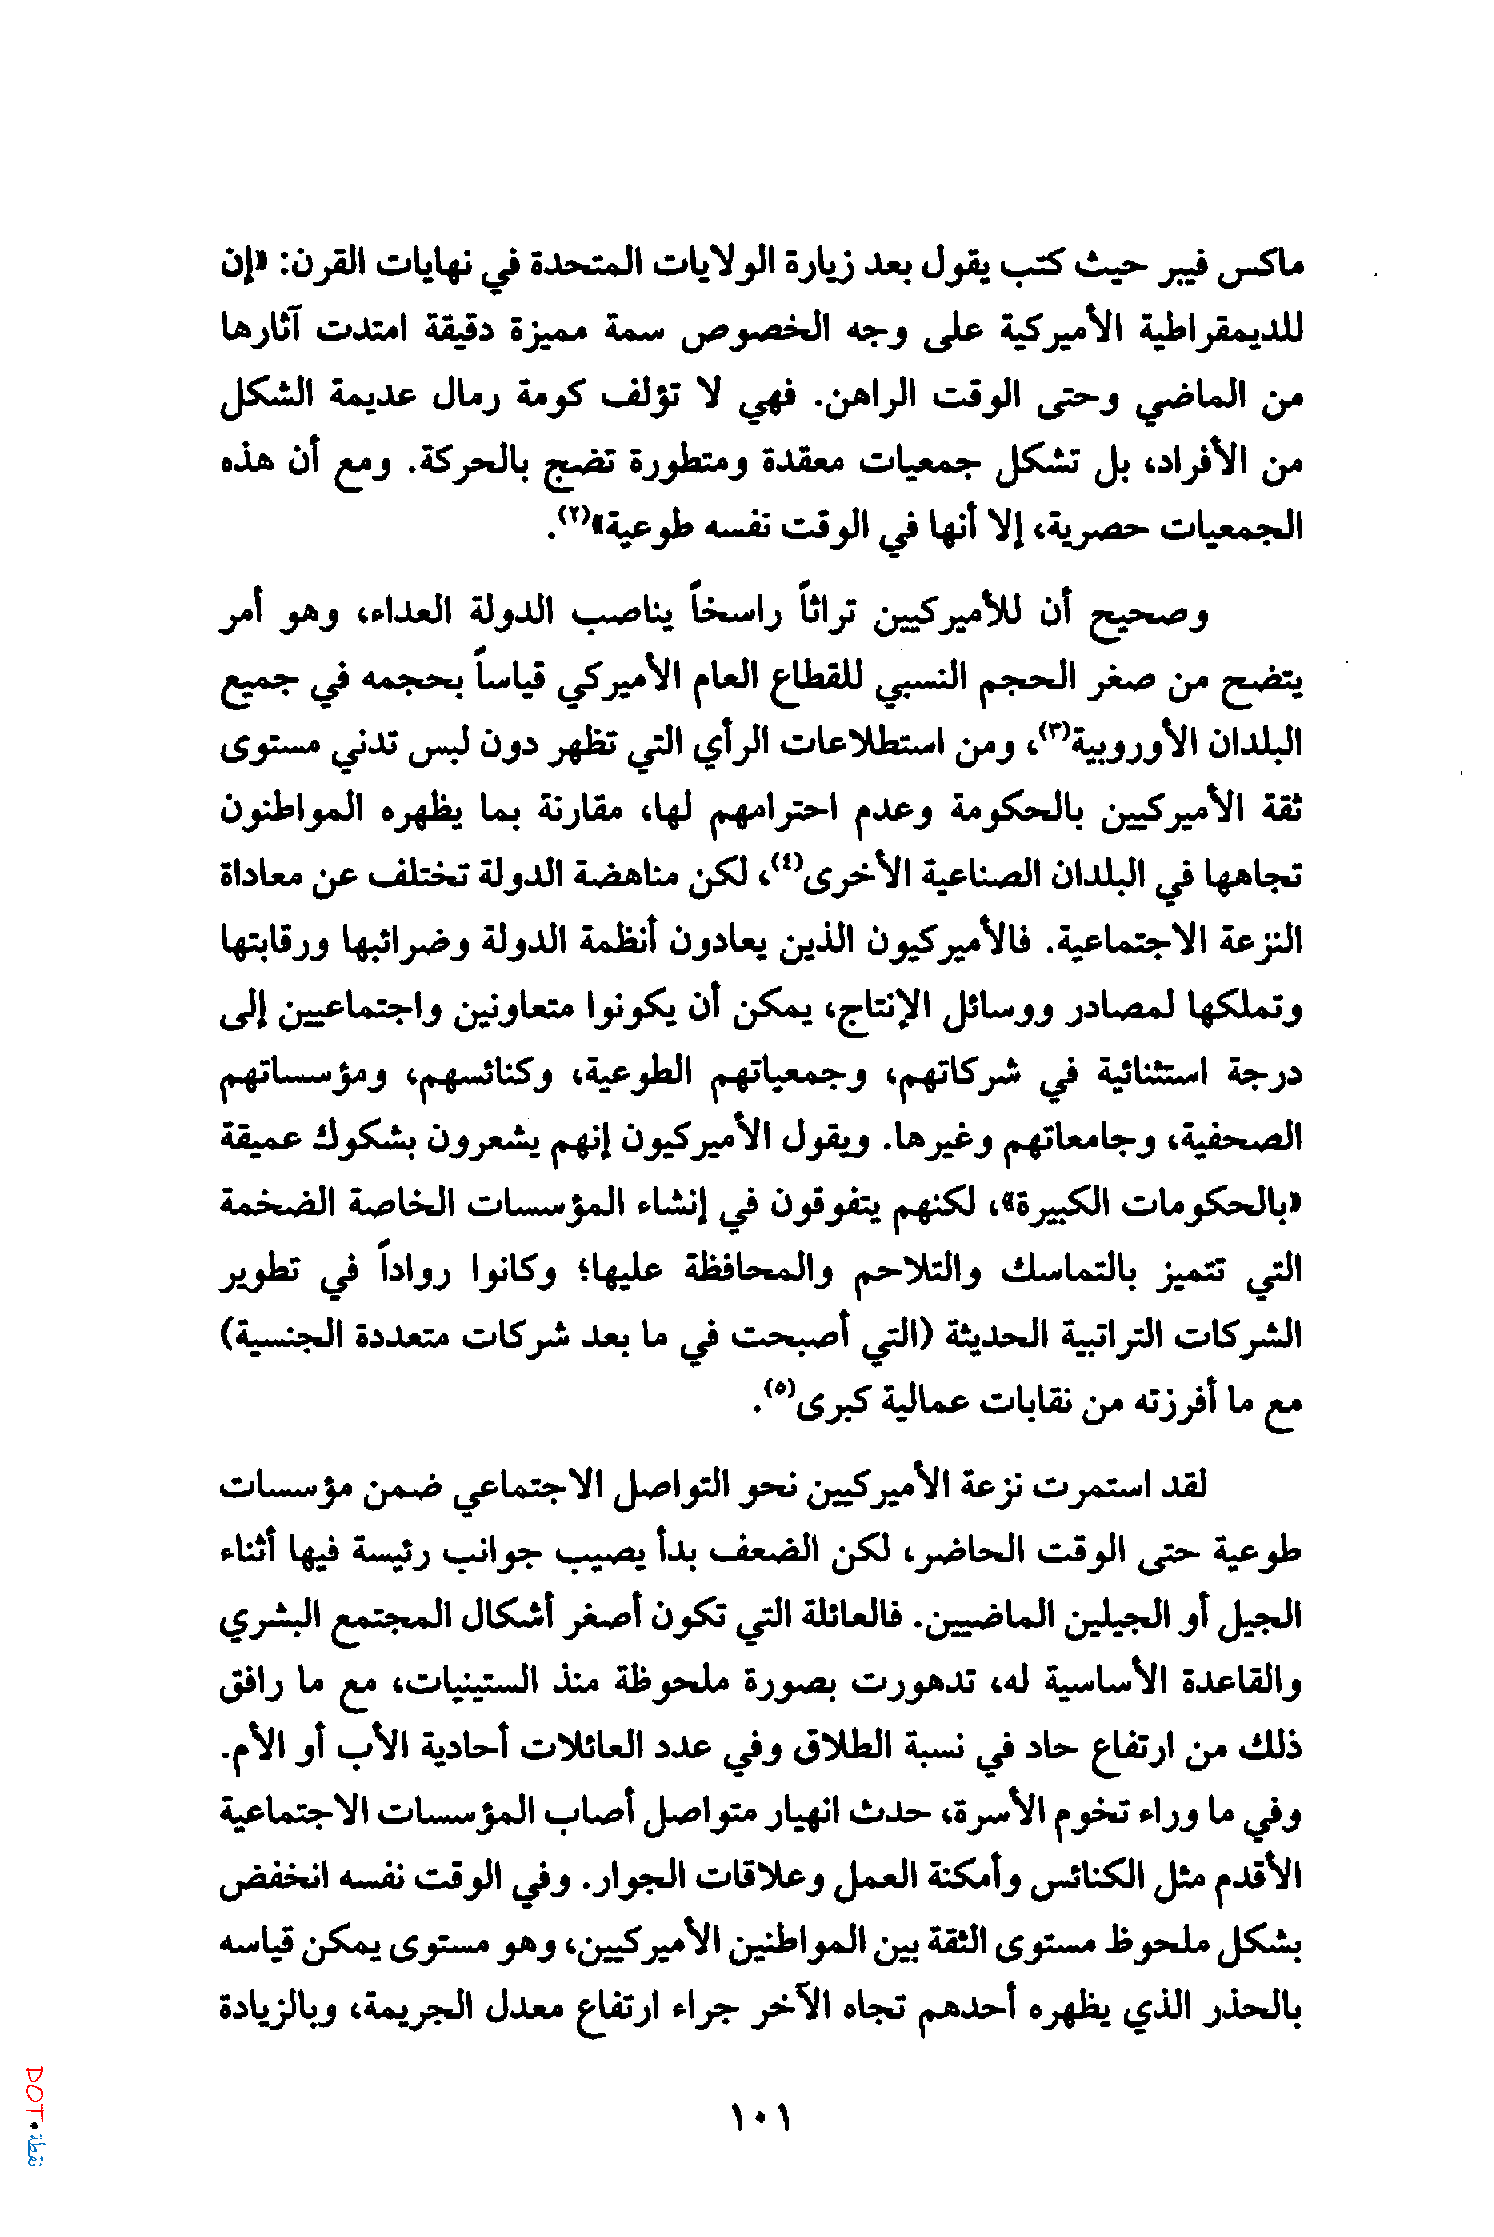 ماكس فيبر حيث كتب يقول بعد زيارة الولايات المتحدة في نهايات القرن: «إن
للديمقراطية الأميركية على وجه الخصوص سمة مميزة دقيقة امتدت آثارها
من الماضي وحتى الوقت الراهن. فهي لا تؤلف كومة رمال عديمة الشكل
من الأفراد، بل تشكل جمعيات معقدة ومتطورة تضج بالحركة. ومع أن هذه
الجمعيات حصرية، إلا أنها في الوقت نفسه طوعية»(٢).
وصحيح أن للأميركيين تراثاً راسخاً يناصب الدولة العداء، وهو أمر
يتضح من صغر الحجم النسبي للقطاع العام الأميركي قياساً بحجمه في جميع
البلدان الأوروبية(٣)، ومن استطلاعات الرأي التي تظهر دون لبس تدني مستوى
ثقة الأميركيين بالحكومة وعدم احترامهم لها، مقارنة بما يظهره المواطنون
تجاهها في البلدان الصناعية الأخرى(٤)، لكن مناهضة الدولة تختلف عن معاداة
النزعة الاجتماعية. فالأميركيون الذين يعادون أنظمة الدولة وضرائبها ورقابتها
وتملكها لمصادر ووسائل الإنتاج، يمكن أن يكونوا متعاونين واجتماعيين إلى
درجة استثنائية في شركاتهم، وجمعياتهم الطوعية، وكنائسهم، ومؤسساتهم
الصحفية، وجامعاتهم وغيرها. ويقول الأميركيون إنهم يشعرون بشكوك عميقة
«بالحكومات الكبيرة»، لكنهم يتفوقون في إنشاء المؤسسات الخاصة الضخمة
التي تتميز بالتماسك والتلاحم والمحافظة عليها؛ وكانوا رواداً في تطوير
الشركات التراتبية الحديثة (التي أصبحت في ما بعد شركات متعددة الجنسية)
مع ما أفرزته من نقابات عمالية كبرى(٥).
لقد استمرت نزعة الأميركيين نحو التواصل الاجتماعي ضمن مؤسسات
طوعية حتى الوقت الحاضر، لكن الضعف بدأ يصيب جوانب رئيسة فيها أثناء
الجيل أو الجيلين الماضيين. فالعائلة التي تكون أصغر أشكال المجتمع البشري
والقاعدة الأساسية له، تدهورت بصورة ملحوظة منذ الستينيات، مع ما رافق
ذلك من ارتفاع حاد في نسبة الطلاق وفي عدد العائلات أحادية الأب أو الأم.
وفي ما وراء تخوم الأسرة، حدث انهيار متواصل أصاب المؤسسات الاجتماعية
الأقدم مثل الكنائس وأمكنة العمل وعلاقات الجوار. وفي الوقت نفسه انخفض
بشكل ملحوظ مستوى الثقة بين المواطنين الأميركيين، وهو مستوى يمكن قياسه
بالحذر الذي يظهره أحدهم تجاه الآخر جراء ارتفاع معدل الجريمة، وبالزيادة
١٠١
DOT•نقطة